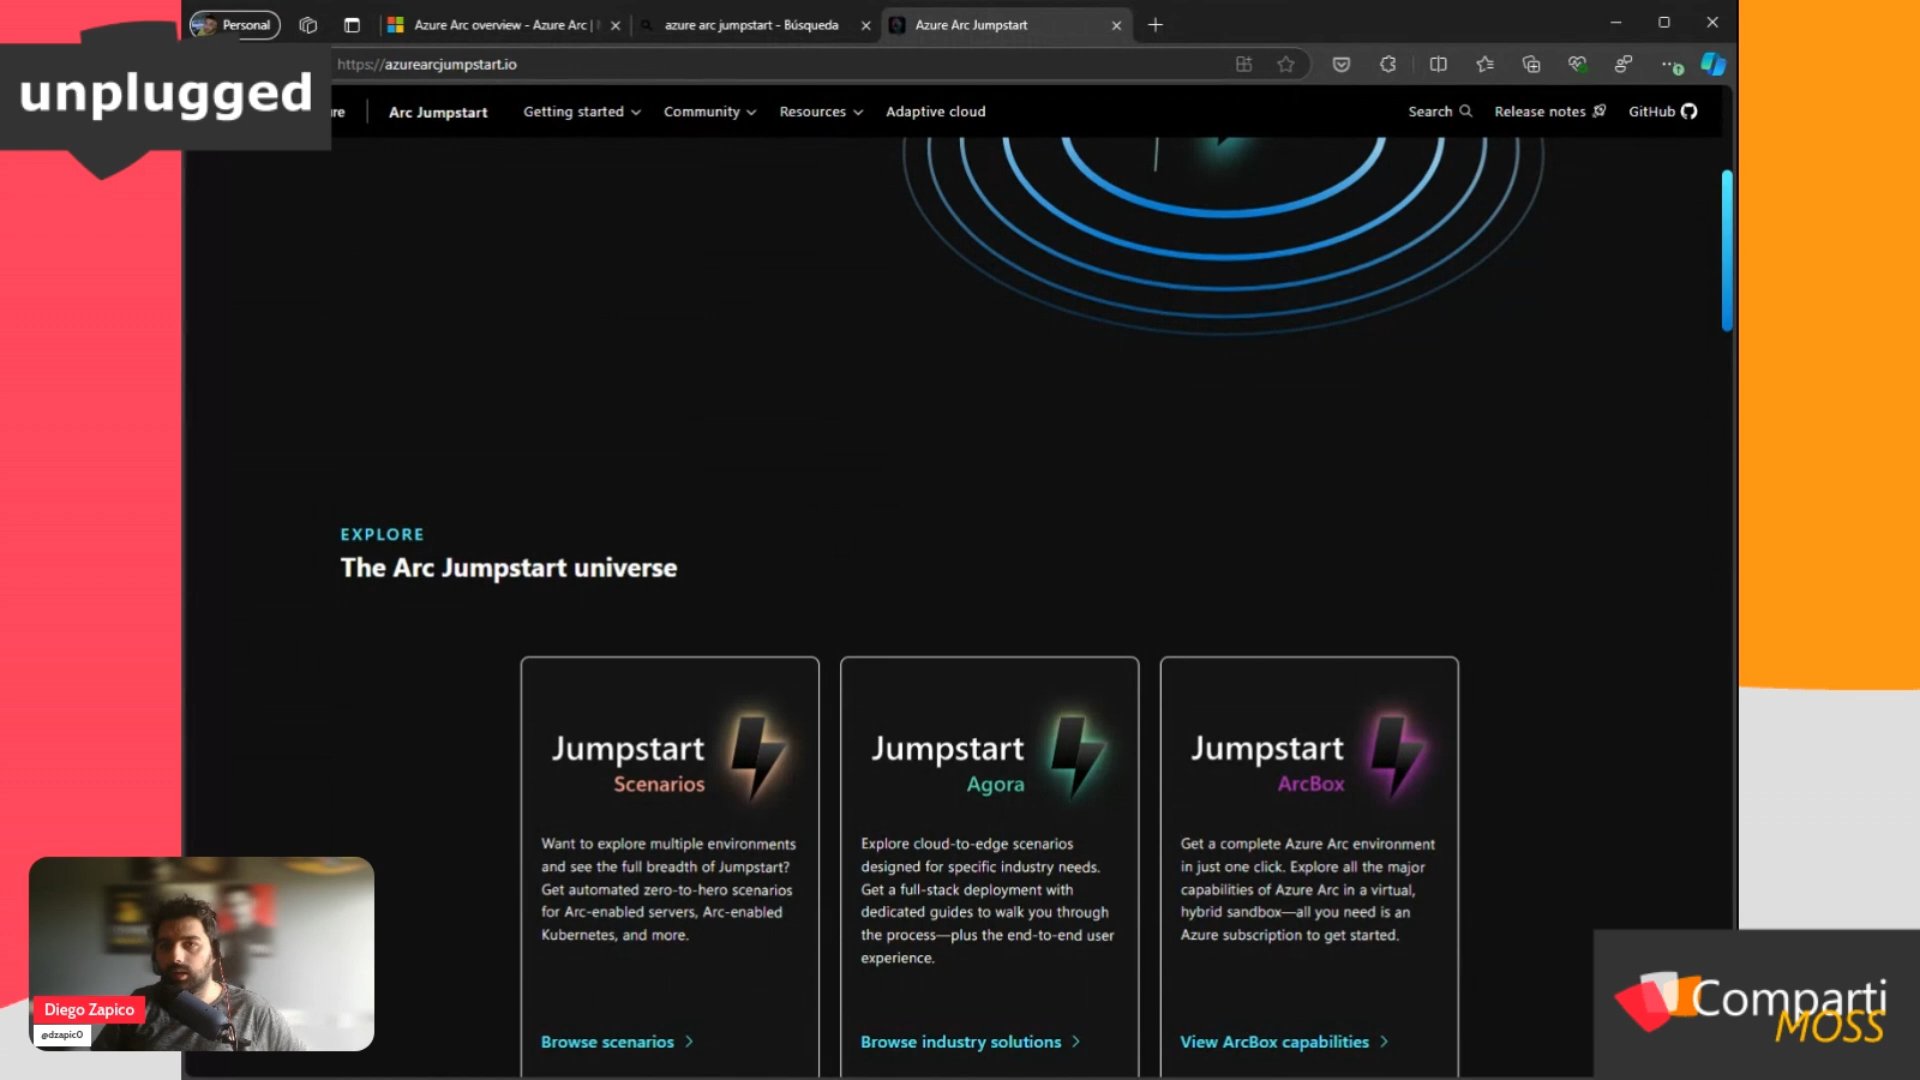 Personal
Azure Arc overview - Azure Arc |
azure arc jumpstart - Búsqueda
Azure Arc Jumpstart
unplugged
https://azurearcjumpstart.io
re
Arc Jumpstart
Getting started
Community
Resources
Adaptive cloud
Search
Release notes
GitHub
EXPLORE
The Arc Jumpstart universe
Jumpstart
Scenarios
Want to explore multiple environments
and see the full breadth of Jumpstart?
Get automated zero-to-hero scenarios
for Arc-enabled servers, Arc-enabled
Kubernetes, and more.
Browse scenarios
Jumpstart
Agora
Explore cloud-to-edge scenarios
designed for specific industry needs.
Get a full-stack deployment with
dedicated guides to walk you through
the process—plus the end-to-end user
experience.
Browse industry solutions
Jumpstart
ArcBox
Get a complete Azure Arc environment
in just one click. Explore all the major
capabilities of Azure Arc in a virtual,
hybrid sandbox—all you need is an
Azure subscription to get started.
View ArcBox capabilities
Diego Zapico
@dzapic0
Comparti
MOSS